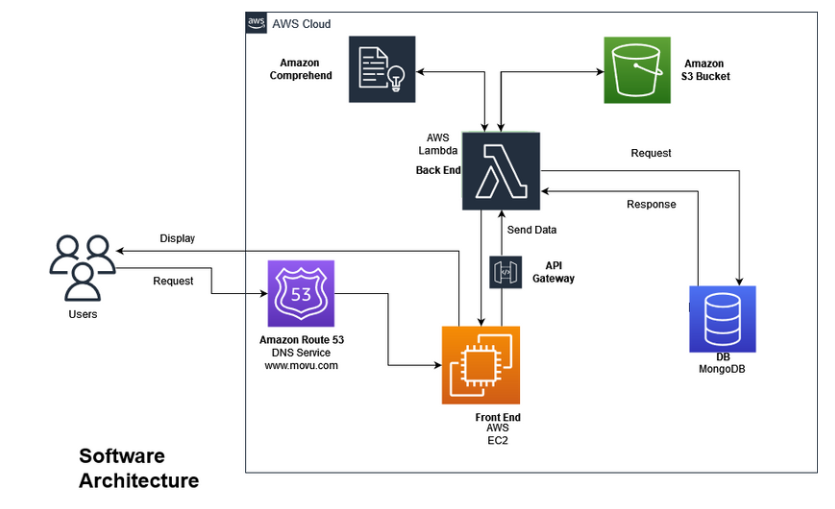 aws
AWS Cloud
Amazon
Comprehend
Amazon
S3 Bucket
AWS
Lambda
Back End
Request
Response
Send Data
API
Gateway
Display
Request
Users
53
Amazon Route 53
DNS Service
www.movu.com
DB
MongoDB
Front End
AWS
EC2
Software
Architecture